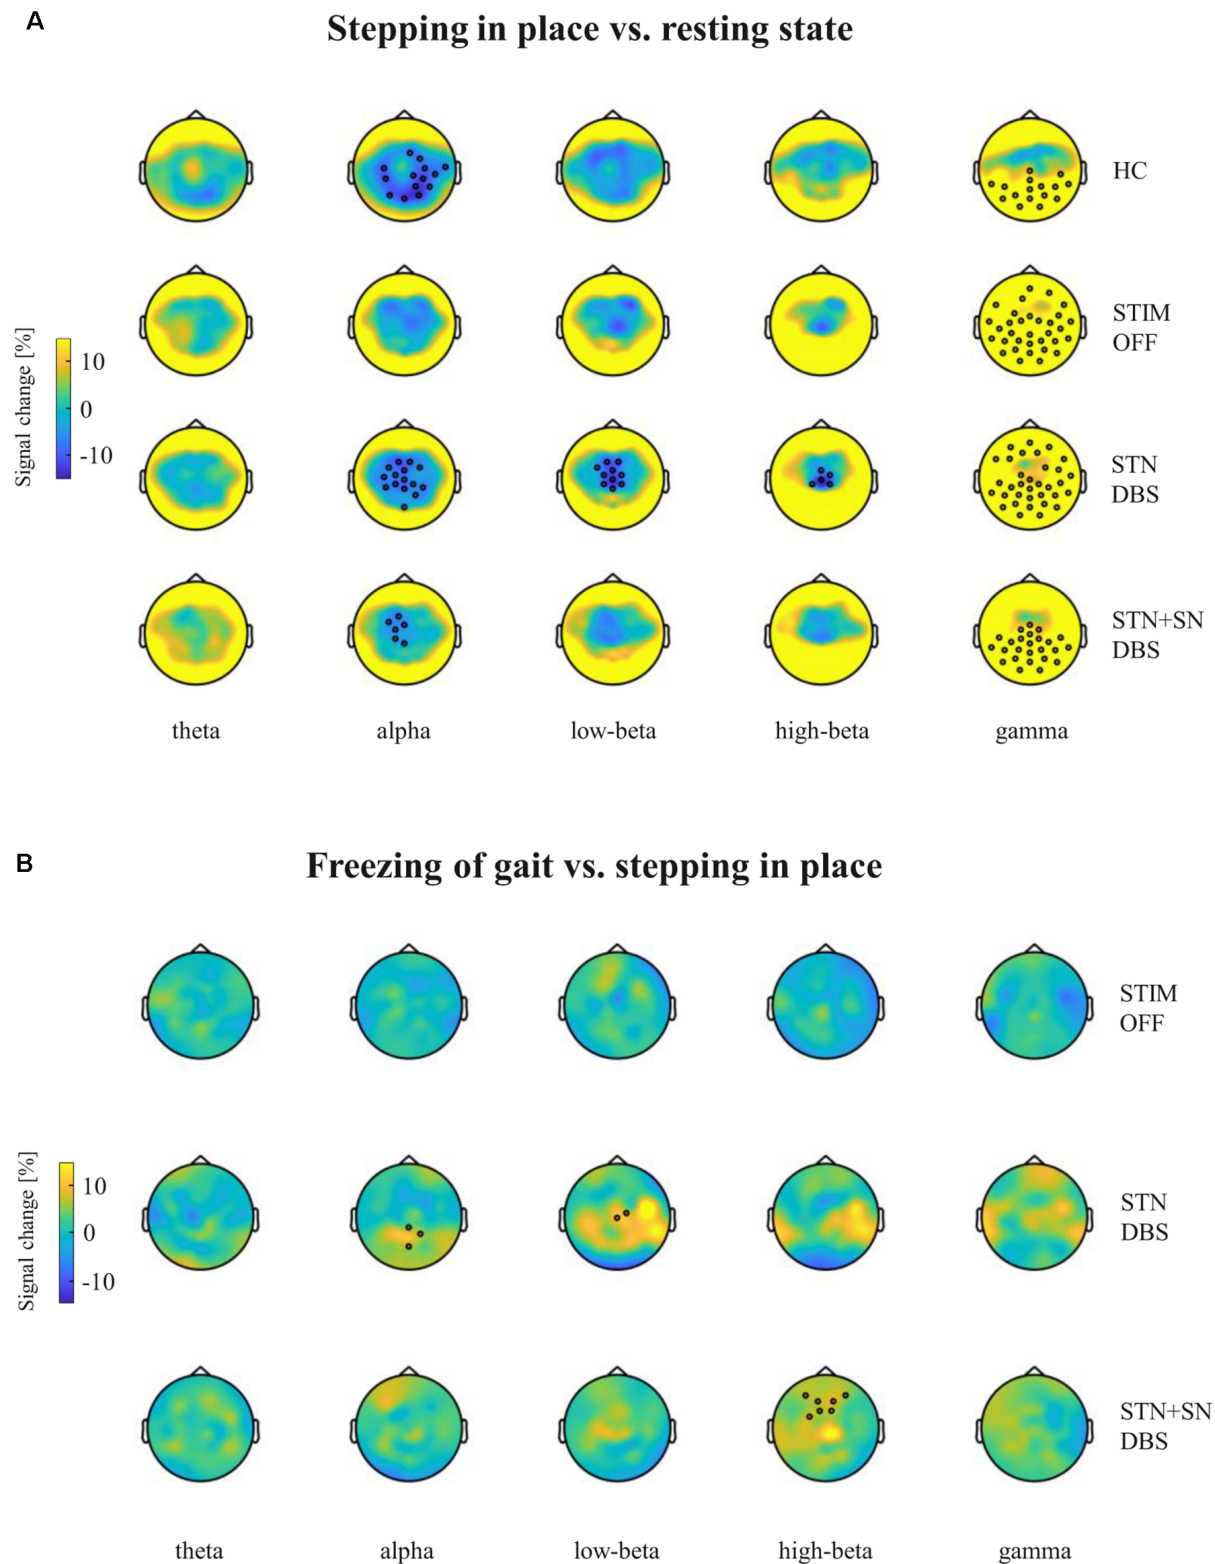 A
Stepping in place vs. resting state
HC
STIM
OFF
Signal change [%]
10
0
-10
STN
DBS
STN+SN
DBS
theta alpha low-beta high-beta gamma
B
Freezing of gait vs. stepping in place
STIM
OFF
Signal change [%]
10
0
-10
STN
DBS
STN+SN
DBS
theta alpha low-beta high-beta gamma